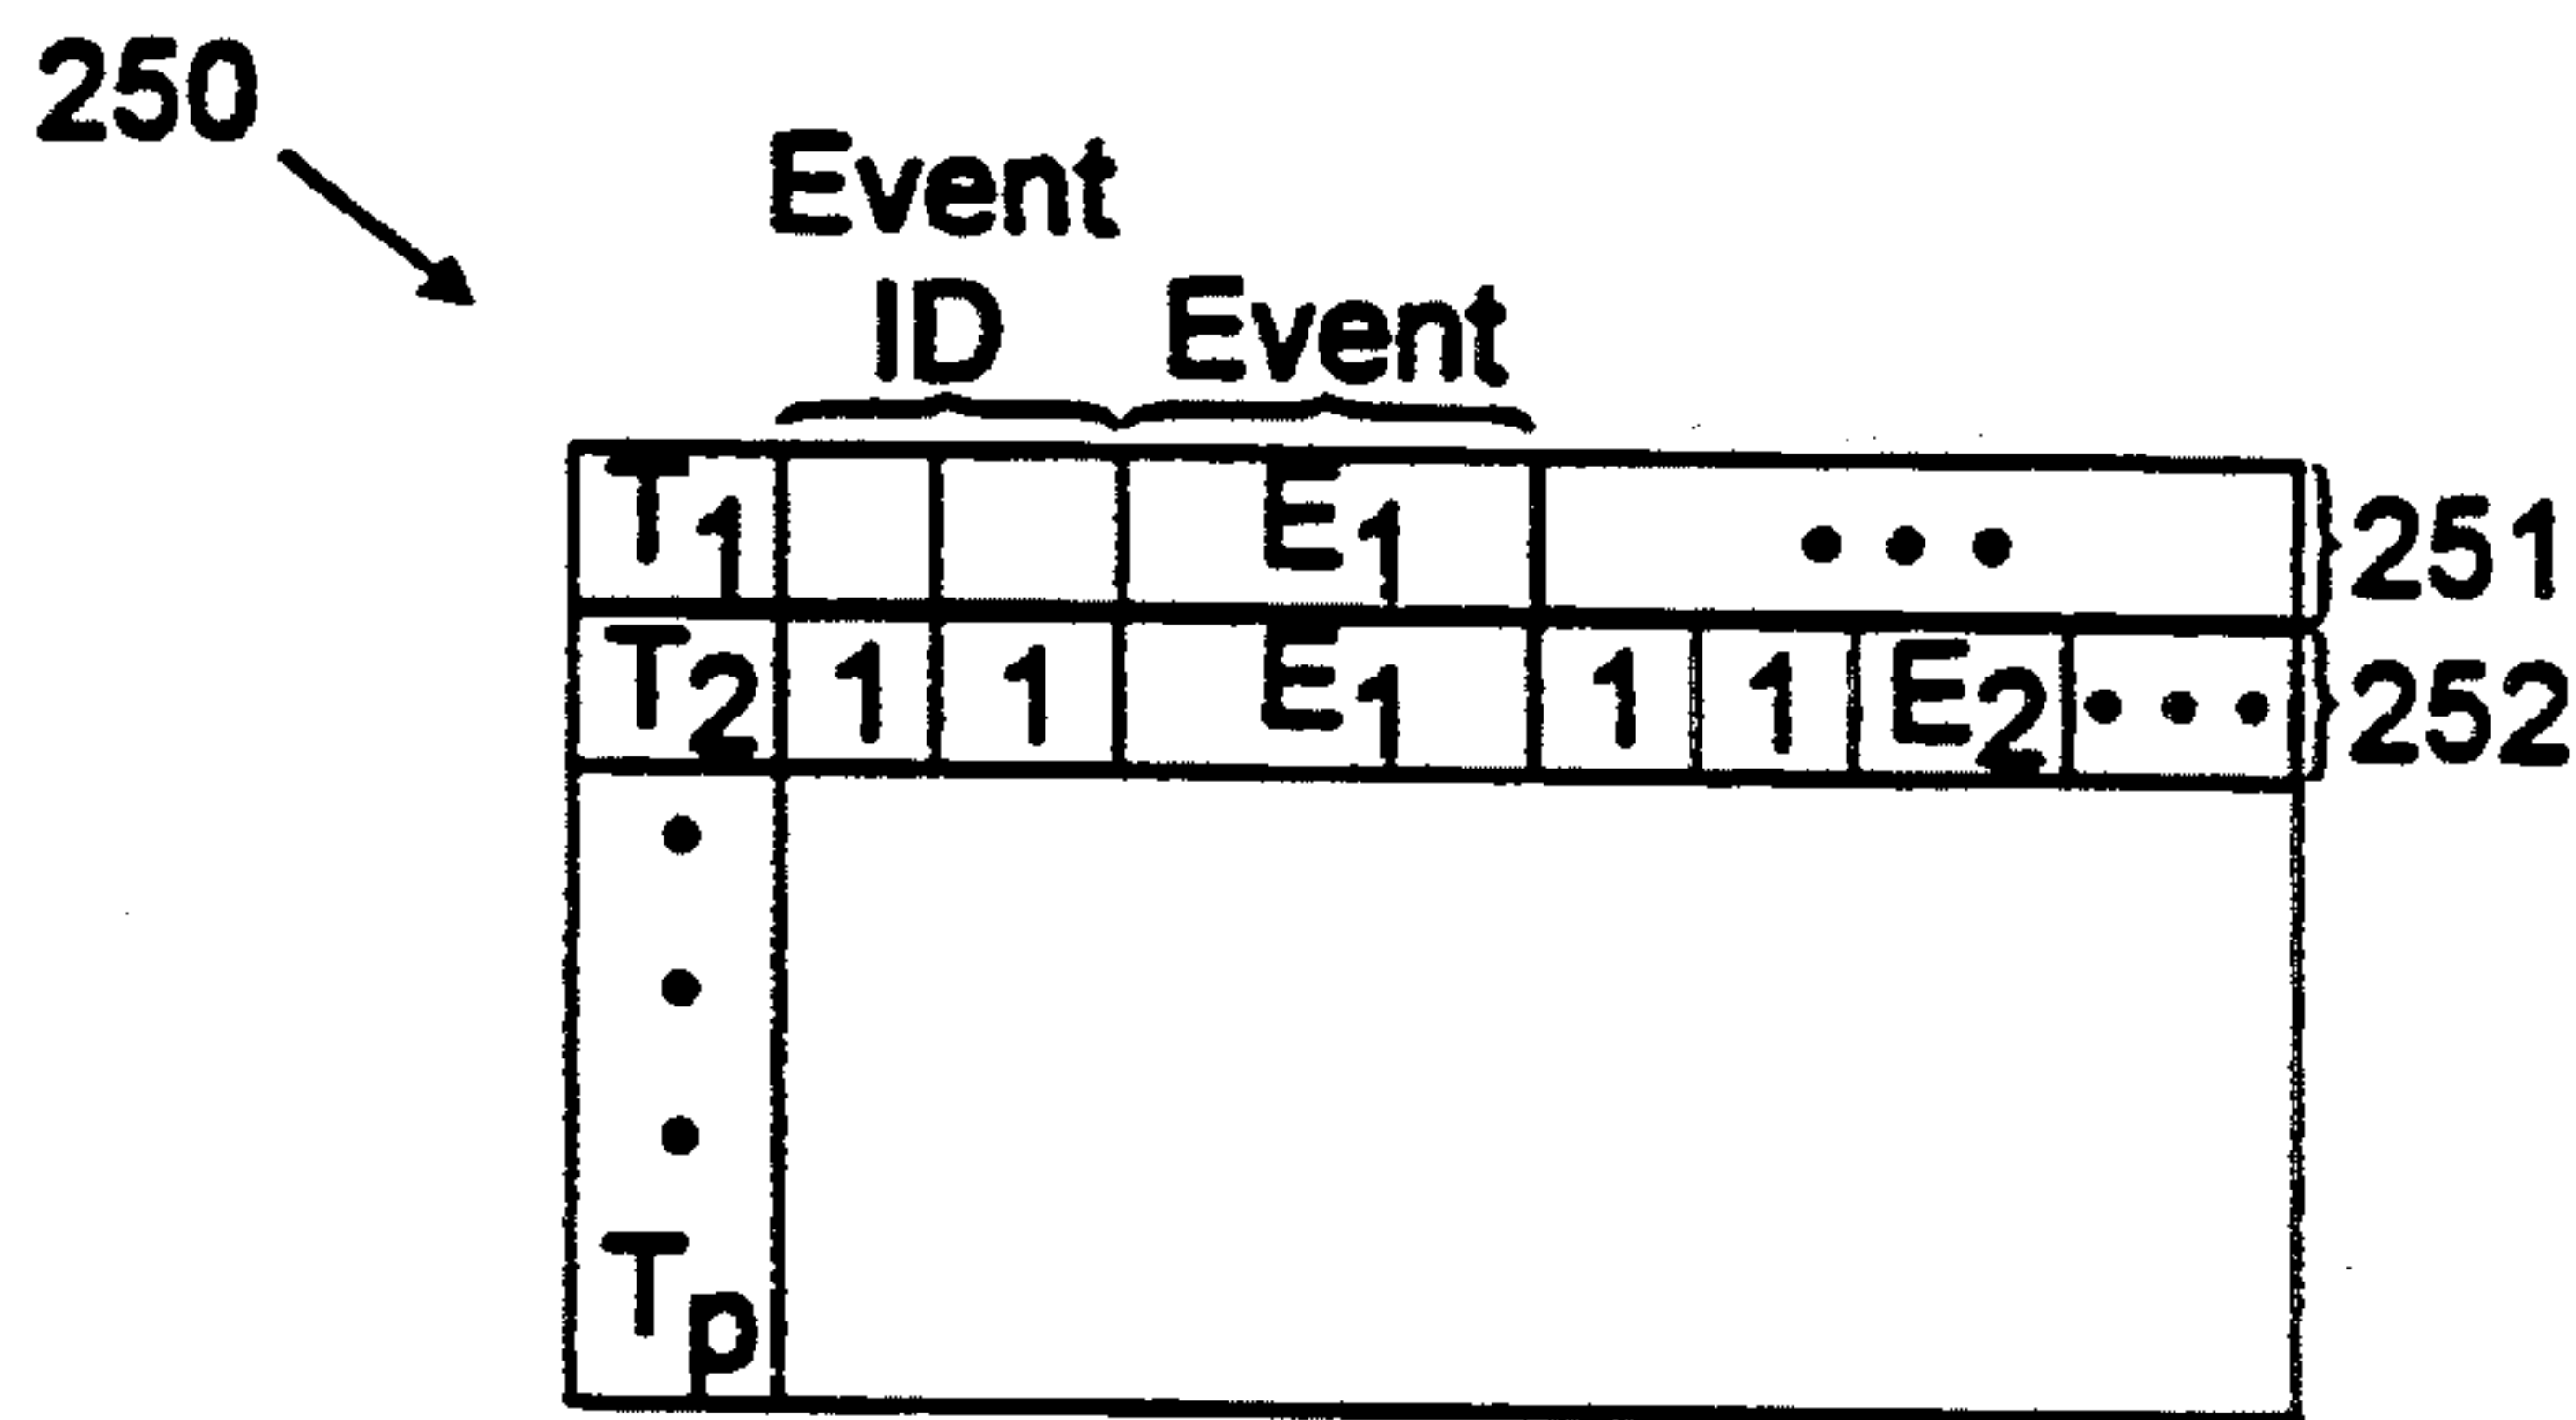 250
Event
ID Event
T1 E1 • • • 251
T2 1 1 E1 1 1 E2 • • • 252
•
•
•
Tp